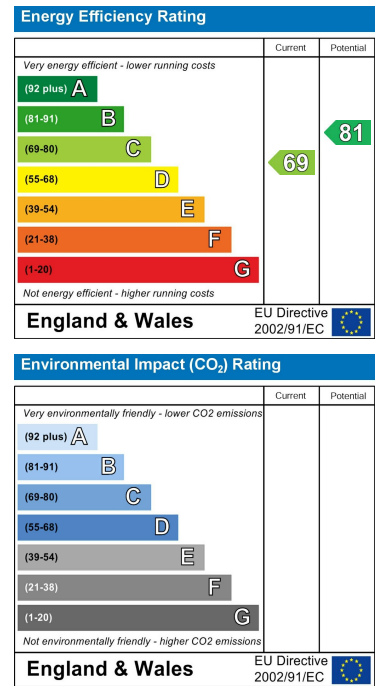 Energy Efficiency Rating
Current Potential
Very energy efficient - lower running costs
(92 plus) A
(81-91) B
81
(69-80) C
69
(55-68) D
(39-54) E
(21-38) F
(1-20) G
Not energy efficient - higher running costs
England & Wales
EU Directive
2002/91/EC
Environmental Impact (CO₂) Rating
Current Potential
Very environmentally friendly - lower CO2 emissions
(92 plus) A
(81-91) B
(69-80) C
(55-68) D
(39-54) E
(21-38) F
(1-20) G
Not environmentally friendly - higher CO2 emissions
England & Wales
EU Directive
2002/91/EC